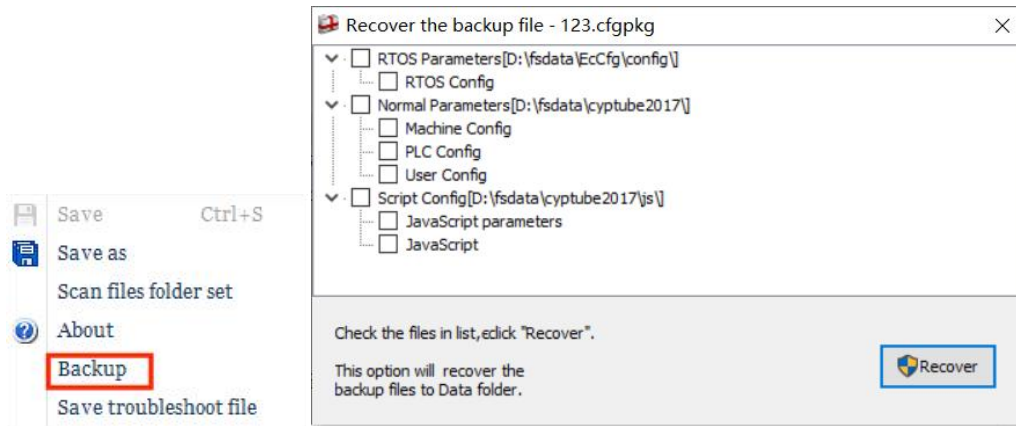 Save Ctrl+S
Save as
Scan files folder set
About
Backup
Save troubleshoot file
Recover the backup file - 123.cfgpkg
RTOS Parameters[D:\fsdata\EcCfg\config\]
RTOS Config
Normal Parameters[D:\fsdata\cyptube2017\]
Machine Config
PLC Config
User Config
Script Config[D:\fsdata\cyptube2017\js\]
JavaScript parameters
JavaScript
Check the files in list, click "Recover".
This option will recover the
backup files to Data folder.
Recover